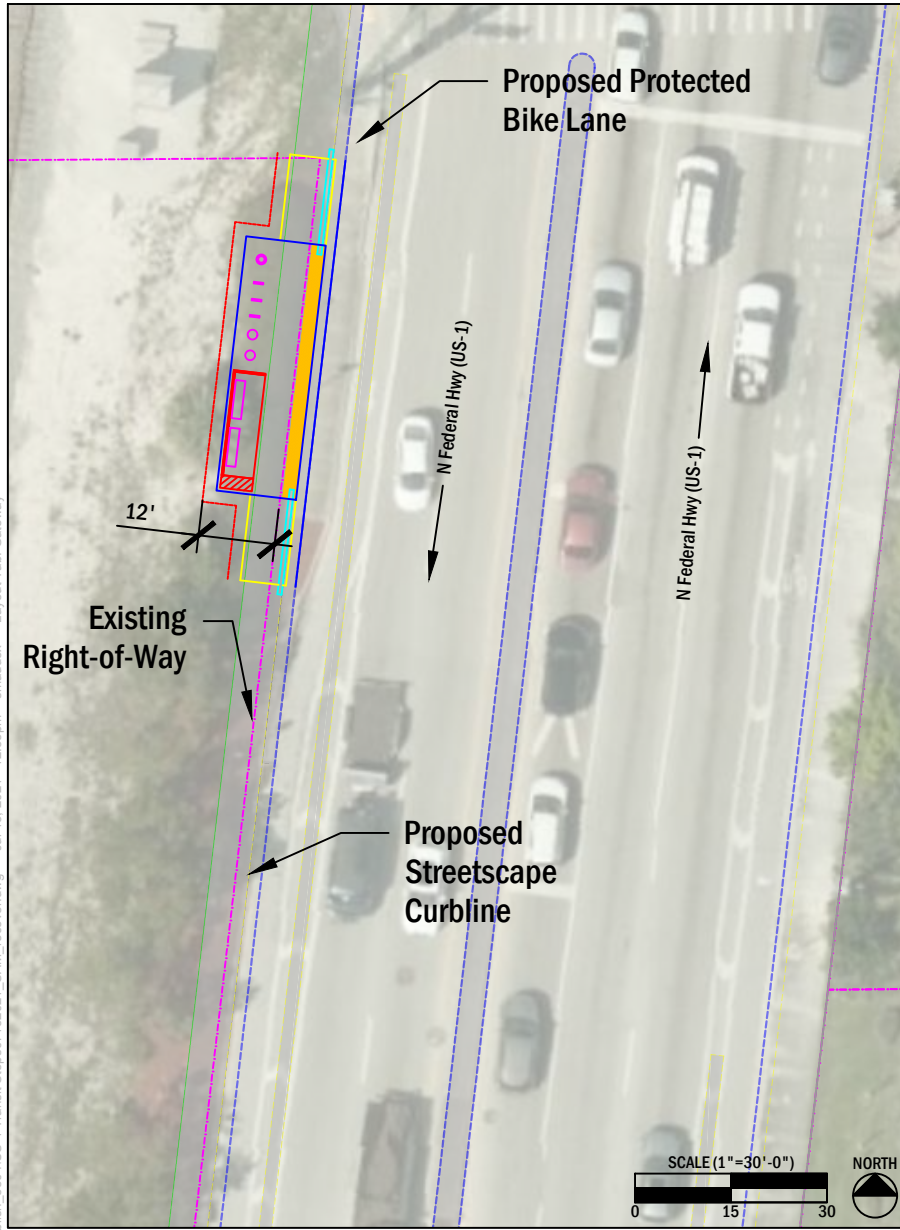 Proposed Protected
Bike Lane
N Federal Hwy (US-1)
N Federal Hwy (US-1)
12'
Existing
Right-of-Way
Proposed
Streetscape
Curbline
SCALE (1"=30'-0")
0 15 30
NORTH